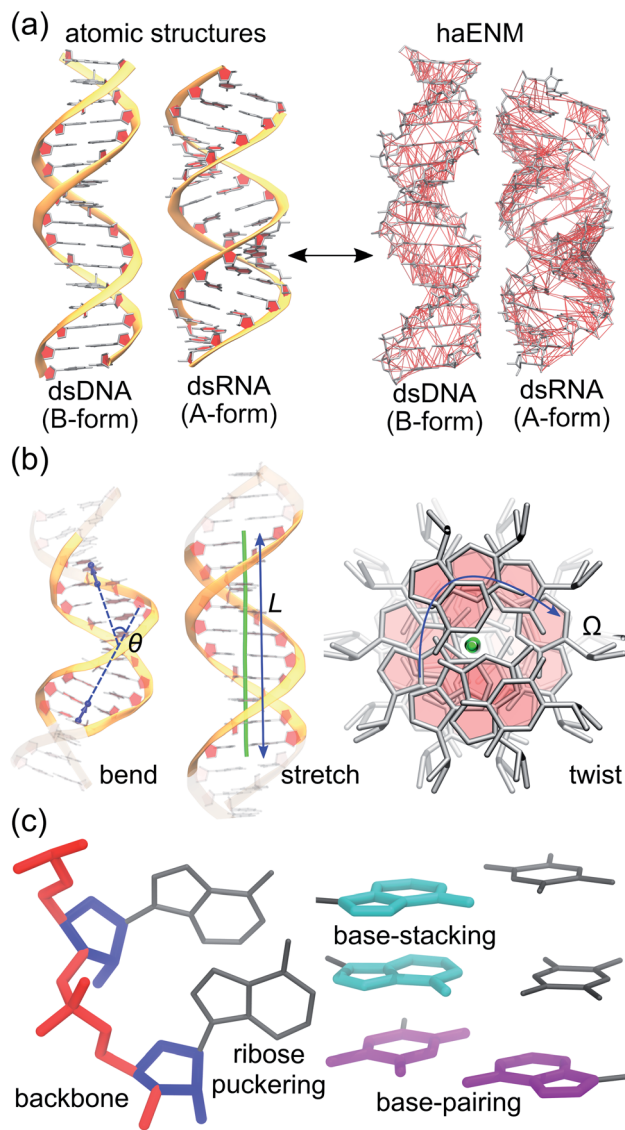 (a)
atomic structures
haENM
dsDNA
(B-form)
dsRNA
(A-form)
dsDNA
(B-form)
dsRNA
(A-form)
(b)
θ
bend
L
stretch
Ω
twist
(c)
backbone
ribose
puckering
base-stacking
base-pairing